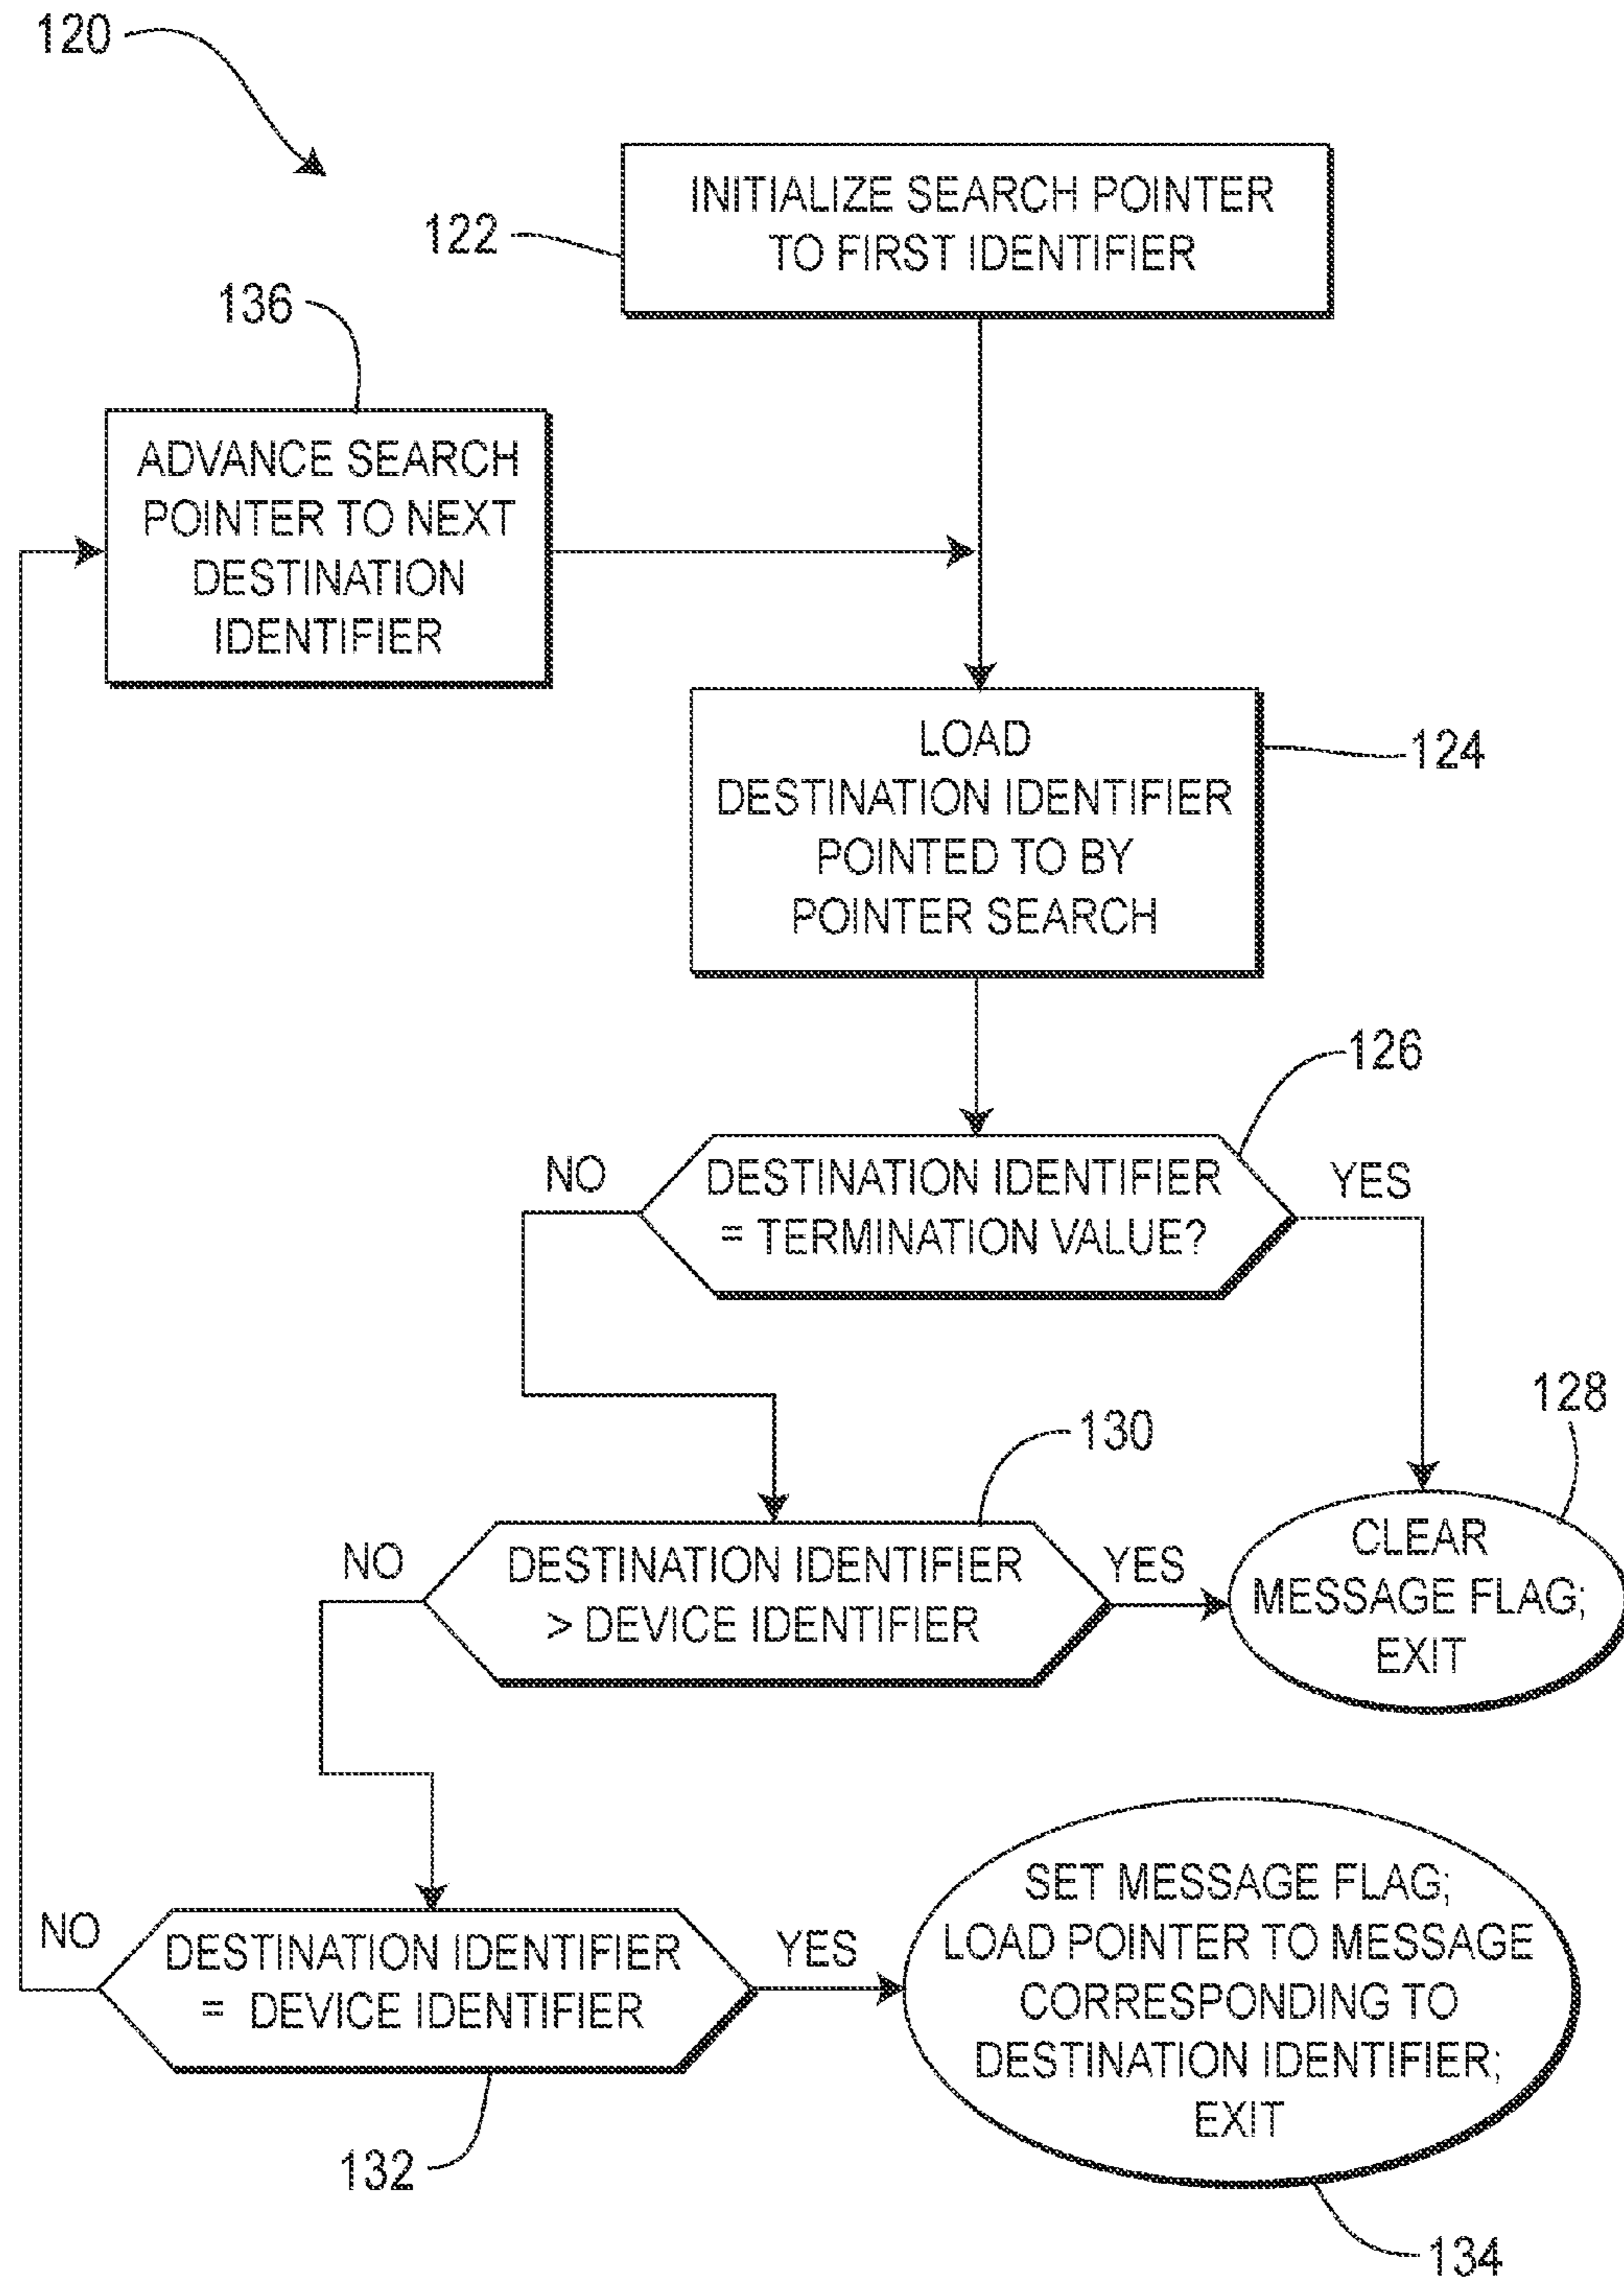 120
INITIALIZE SEARCH POINTER
TO FIRST IDENTIFIER
122
136
ADVANCE SEARCH
POINTER TO NEXT
DESTINATION
IDENTIFIER
LOAD
DESTINATION IDENTIFIER
POINTED TO BY
POINTER SEARCH
124
126
NO
DESTINATION IDENTIFIER
= TERMINATION VALUE?
YES
128
130
NO
DESTINATION IDENTIFIER
> DEVICE IDENTIFIER
YES
CLEAR
MESSAGE FLAG;
EXIT
NO
DESTINATION IDENTIFIER
= DEVICE IDENTIFIER
YES
SET MESSAGE FLAG;
LOAD POINTER TO MESSAGE
CORRESPONDING TO
DESTINATION IDENTIFIER;
EXIT
132
134